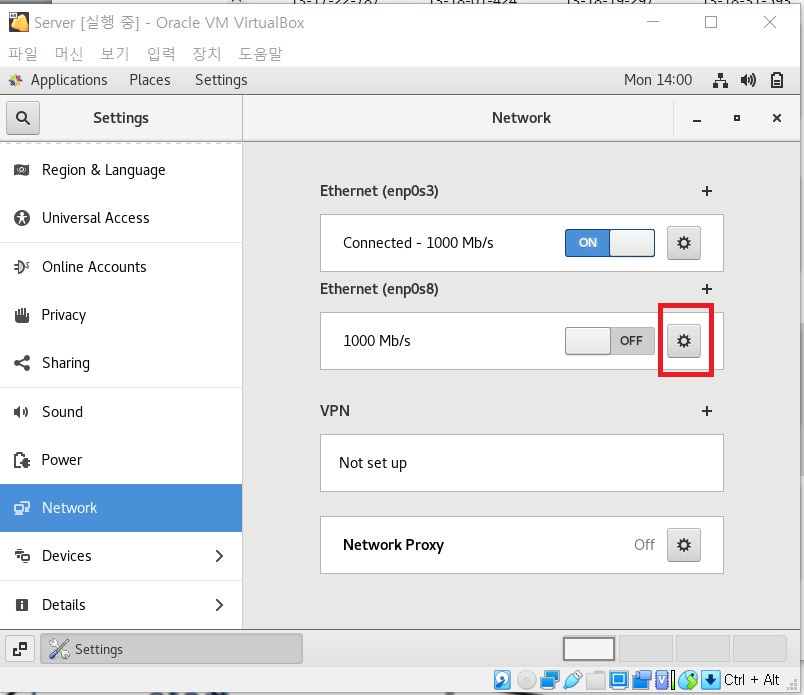 Server [실행 중] - Oracle VM VirtualBox
파일 머신 보기 입력 장치 도움말
Applications Places Settings Mon 14:00
Settings Network
Region & Language
Universal Access
Online Accounts
Privacy
Sharing
Sound
Power
Network
Devices
Details
Ethernet (enp0s3) +
Connected - 1000 Mb/s ON
Ethernet (enp0s8) +
1000 Mb/s OFF
VPN +
Not set up
Network Proxy Off
Settings
Ctrl + Alt